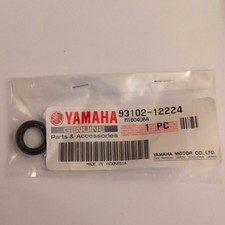 YAMAHA
GENUINE
Parts & Accessories
93102-12224
1 PC
YAMAHA MOTOR CO., LTD.